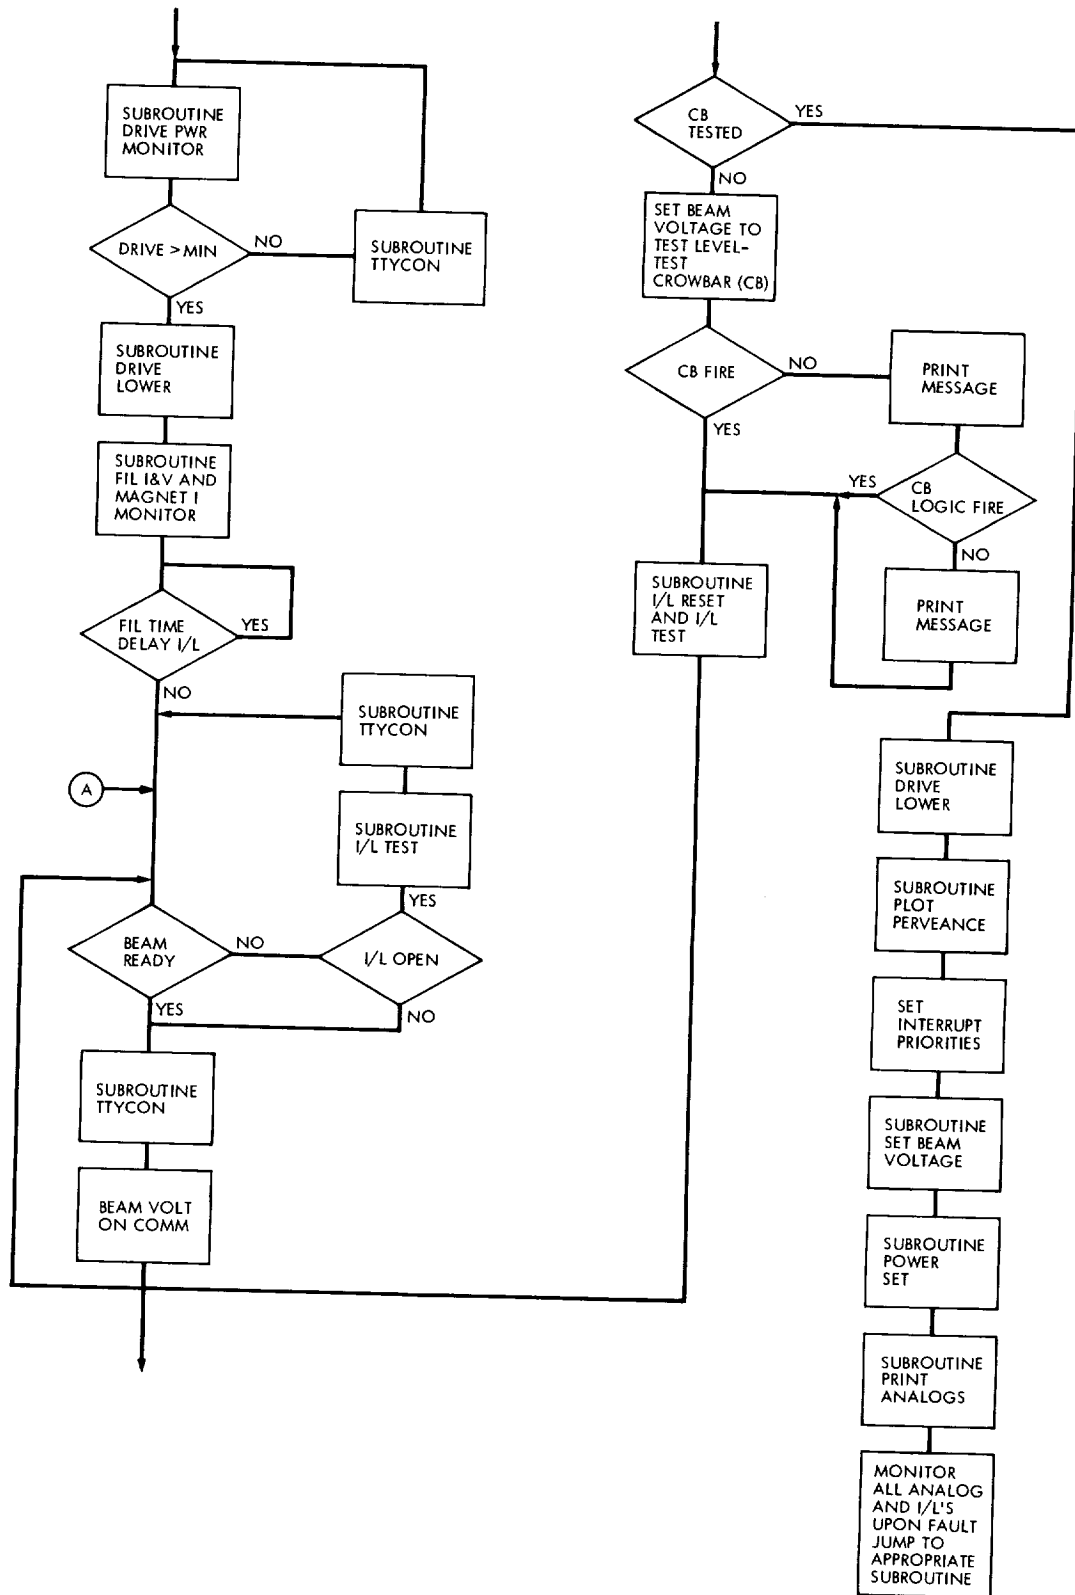 SUBROUTINE
DRIVE PWR
MONITOR
DRIVE > MIN
NO
SUBROUTINE
TTYCON
YES
SUBROUTINE
DRIVE
LOWER
SUBROUTINE
FIL I&V AND
MAGNET I
MONITOR
FIL TIME
DELAY I/L
YES
NO
SUBROUTINE
TTYCON
A
SUBROUTINE
I/L TEST
YES
BEAM
READY
NO
I/L OPEN
YES
NO
SUBROUTINE
TTYCON
BEAM VOLT
ON COMM
CB
TESTED
YES
NO
SET BEAM
VOLTAGE TO
TEST LEVEL-
TEST
CROWBAR (CB)
CB FIRE
NO
PRINT
MESSAGE
YES
YES
CB
LOGIC FIRE
NO
PRINT
MESSAGE
SUBROUTINE
I/L RESET
AND I/L
TEST
SUBROUTINE
DRIVE
LOWER
SUBROUTINE
PLOT
PERVEANCE
SET
INTERRUPT
PRIORITIES
SUBROUTINE
SET BEAM
VOLTAGE
SUBROUTINE
POWER
SET
SUBROUTINE
PRINT
ANALOGS
MONITOR
ALL ANALOG
AND I/L'S
UPON FAULT
JUMP TO
APPROPRIATE
SUBROUTINE